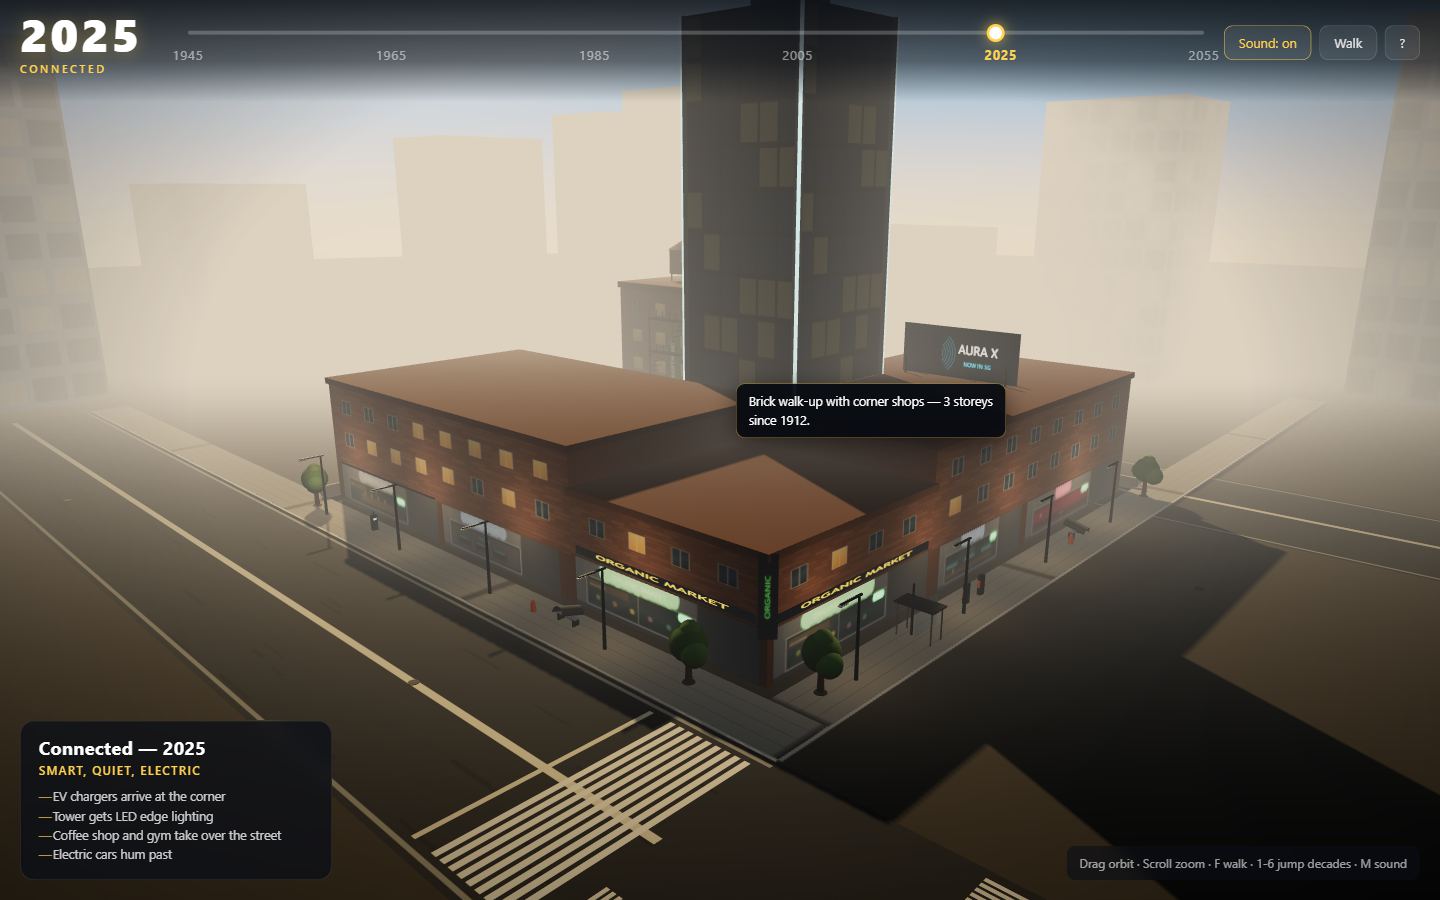 2025
CONNECTED
1945
1965
1985
2005
2025
2055
Sound: on
Walk
?
AURA X
NOW IN 5G
Brick walk-up with corner shops — 3 storeys
since 1912.
ORGANIC MARKET
ORGANIC
ORGANIC MARKET
Connected — 2025
SMART, QUIET, ELECTRIC
—EV chargers arrive at the corner
—Tower gets LED edge lighting
—Coffee shop and gym take over the street
—Electric cars hum past
Drag orbit · Scroll zoom · F walk · 1-6 jump decades · M sound